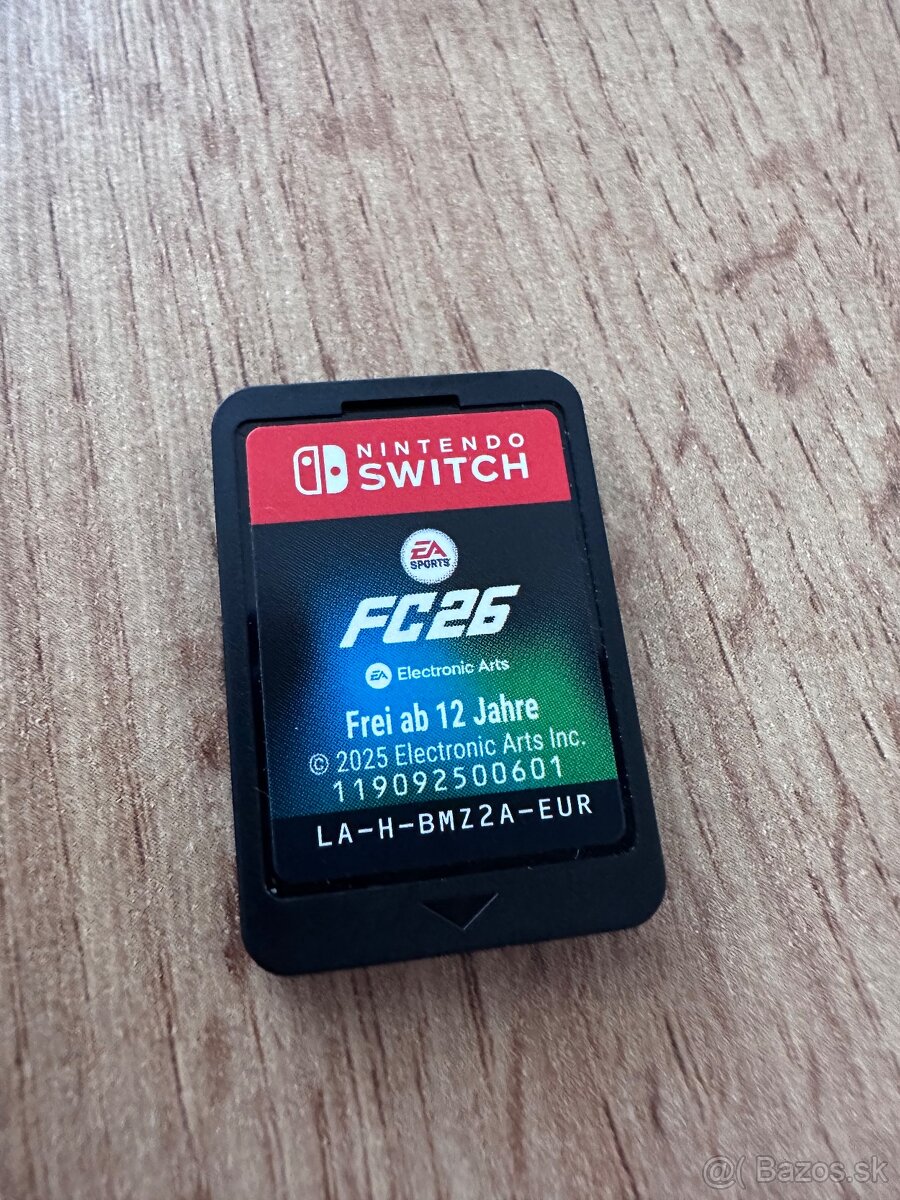 NINTENDO
SWITCH
EA
SPORTS
FC26
EA Electronic Arts
Frei ab 12 Jahre
© 2025 Electronic Arts Inc.
119092500601
LA-H-BMZ2A-EUR
@( Bazos.sk